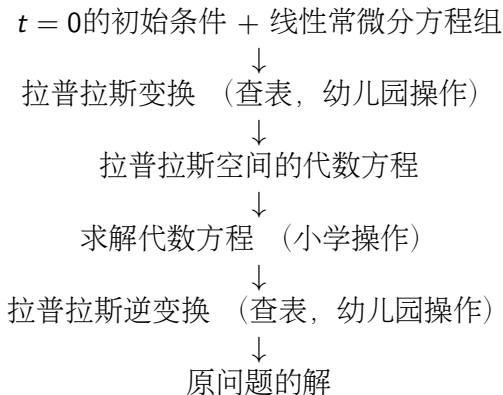 t = 0的初始条件 + 线性常微分方程组
↓
拉普拉斯变换 （查表，幼儿园操作）
↓
拉普拉斯空间的代数方程
↓
求解代数方程 （小学操作）
↓
拉普拉斯逆变换 （查表，幼儿园操作）
↓
原问题的解